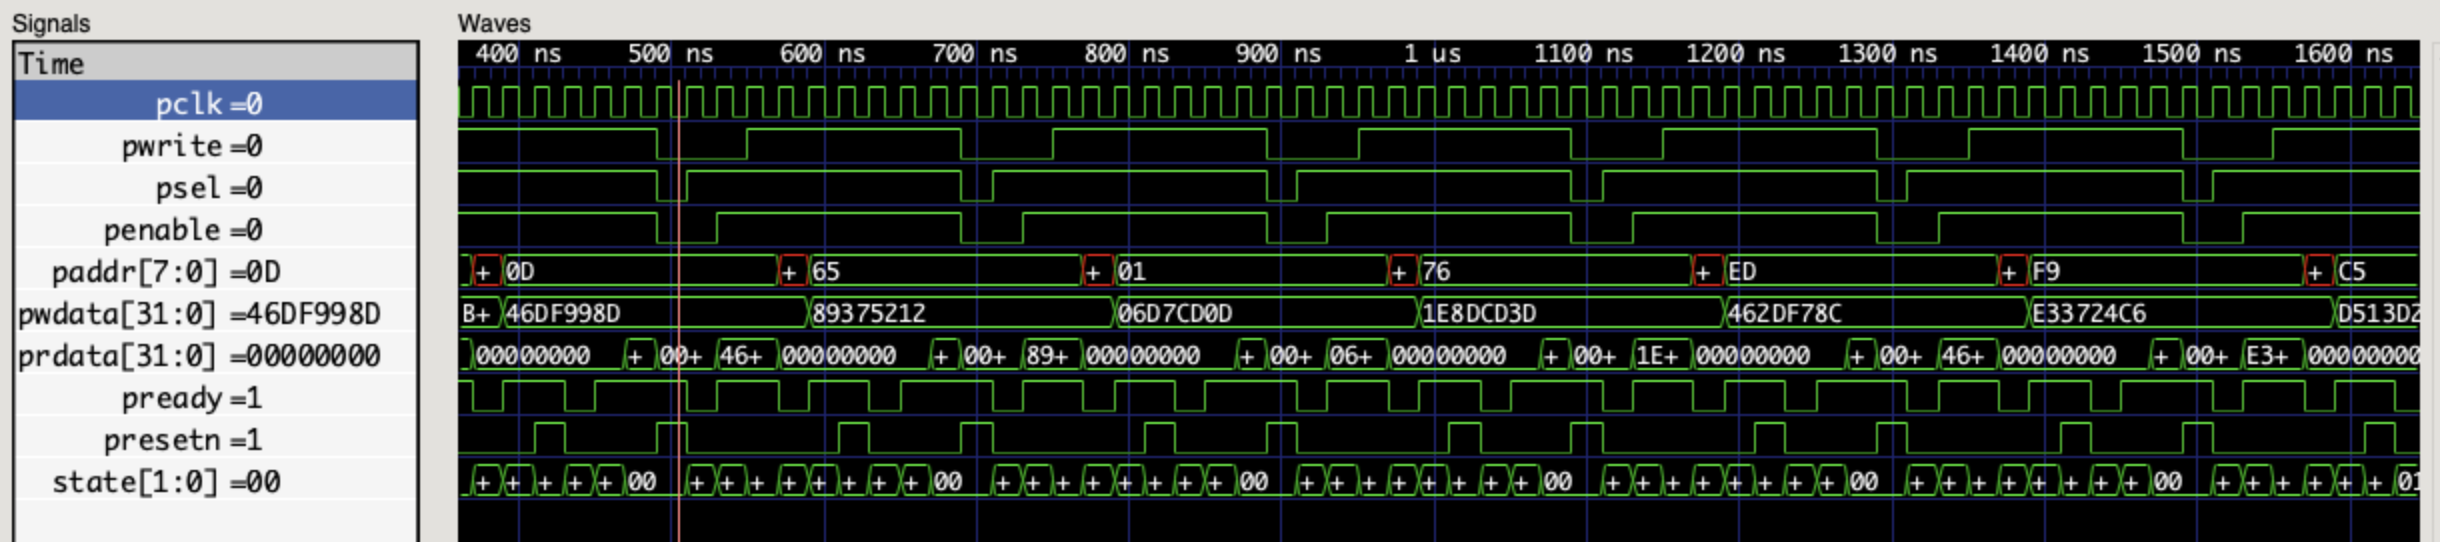 Signals
Waves
Time
400 ns 500 ns 600 ns 700 ns 800 ns 900 ns 1 us 1100 ns 1200 ns 1300 ns 1400 ns 1500 ns 1600 ns
pclk =0
pwrite =0
psel =0
penable =0
paddr[7:0] =0D + 0D + 65 + 01 + 76 + ED + F9 + C5
pwdata[31:0] =46DF998D B+ 46DF998D 89375212 06D7CD0D 1E8DCD3D 462DF78C E33724C6 D513D2
prdata[31:0] =00000000 00000000 + 00+ 46+ 00000000 + 00+ 89+ 00000000 + 00+ 06+ 00000000 + 00+ 1E+ 00000000 + 00+ 46+ 00000000 + 00+ E3+ 00000000
pready =1
presetn =1
state[1:0] =00 + + + + + 00 + + + + + + + + 00 + + + + + + + + 00 + + + + + + + + 00 + + + + + + + + 00 + + + + + + + + 00 + + + + + + 01